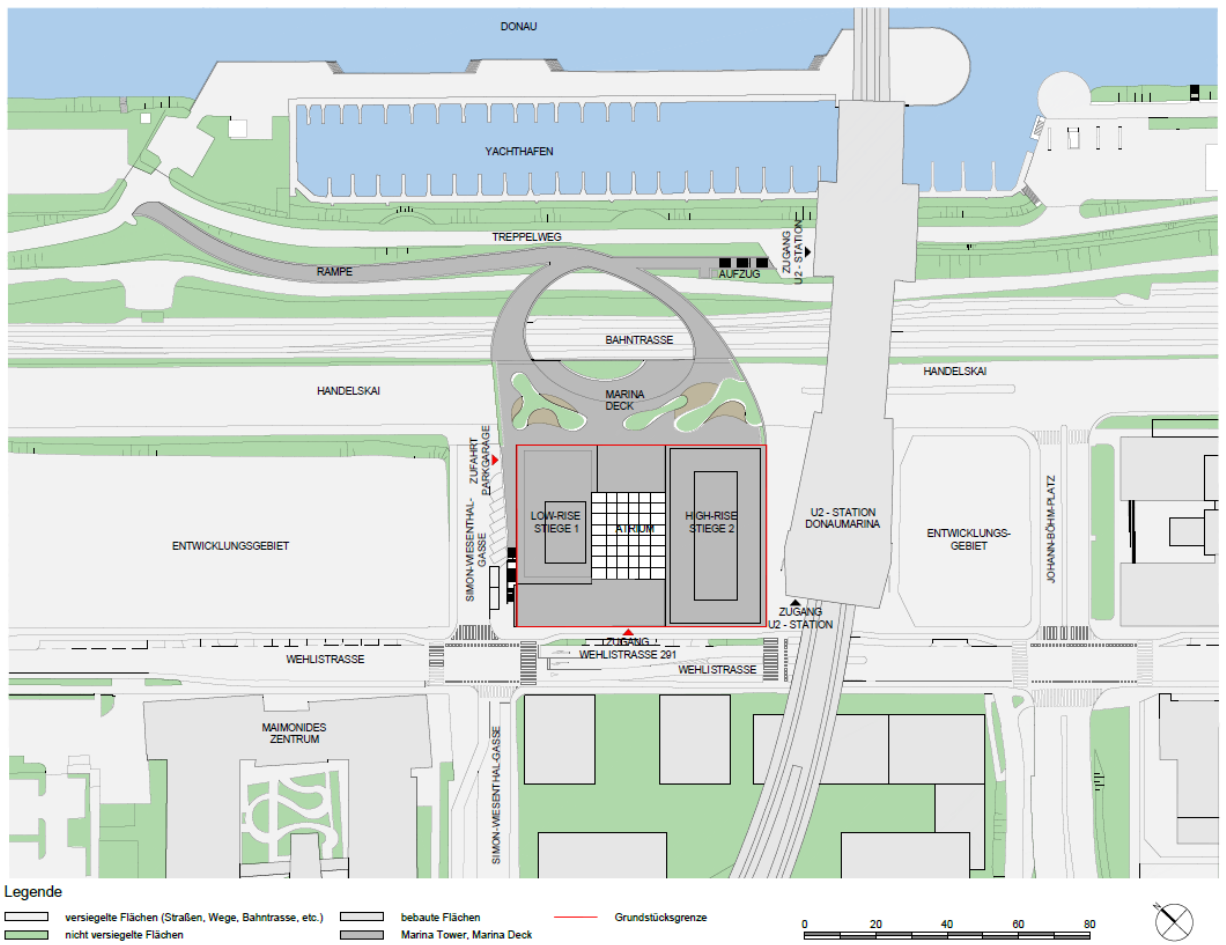 DONAU
YACHTHAFEN
TREPPELWEG
ZUGANG
U2 - STATION
RAMPE
AUFZUG
BAHNTRASSE
HANDELSKAI
MARINA
DECK
HANDELSKAI
ZUFAHRT
PARKGARAGE
SIMON-WIESENTHAL-
GASSE
LOW-RISE
STIEGE 1
ATRIUM
HIGH-RISE
STIEGE 2
U2 - STATION
DONAUMARINA
ENTWICKLUNGSGEBIET
ENTWICKLUNGS-
GEBIET
JOHANN-BÖHM-PLATZ
ZUGANG
U2 - STATION
ZUGANG
WEHLISTRASSE 291
WEHLISTRASSE
WEHLISTRASSE
MAIMONIDES
ZENTRUM
SIMON-WIESENTHAL-GASSE
Legende
versiegelte Flächen (Straßen, Wege, Bahntrasse, etc.)
bebaute Flächen
Grundstücksgrenze
nicht versiegelte Flächen
Marina Tower, Marina Deck
0 20 40 60 80
N